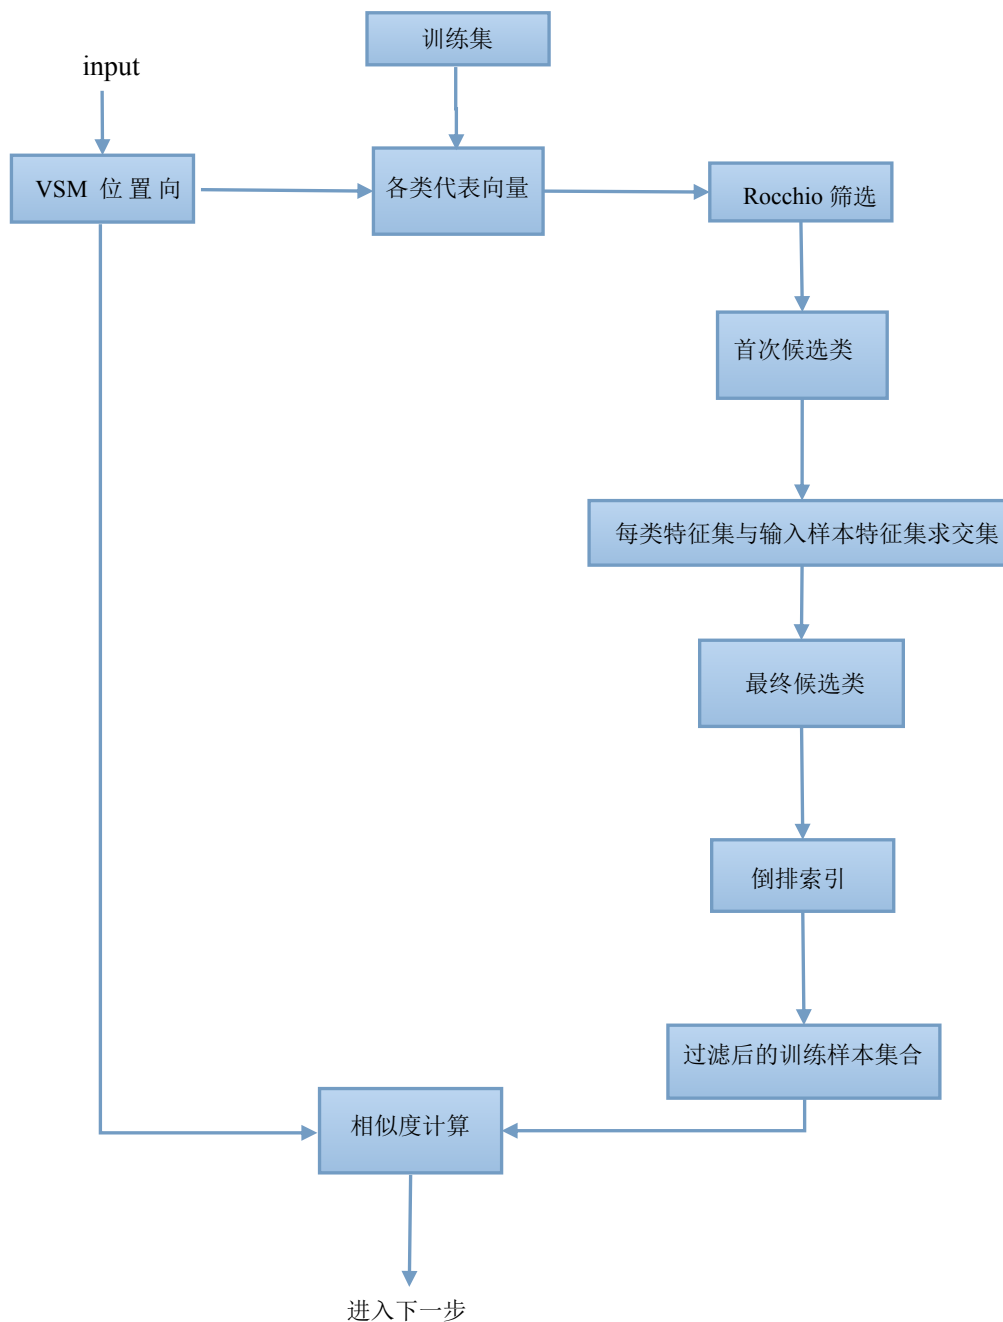 训练集
input
VSM 位 置 向
各类代表向量
Rocchio 筛选
首次候选类
每类特征集与输入样本特征集求交集
最终候选类
倒排索引
过滤后的训练样本集合
相似度计算
进入下一步